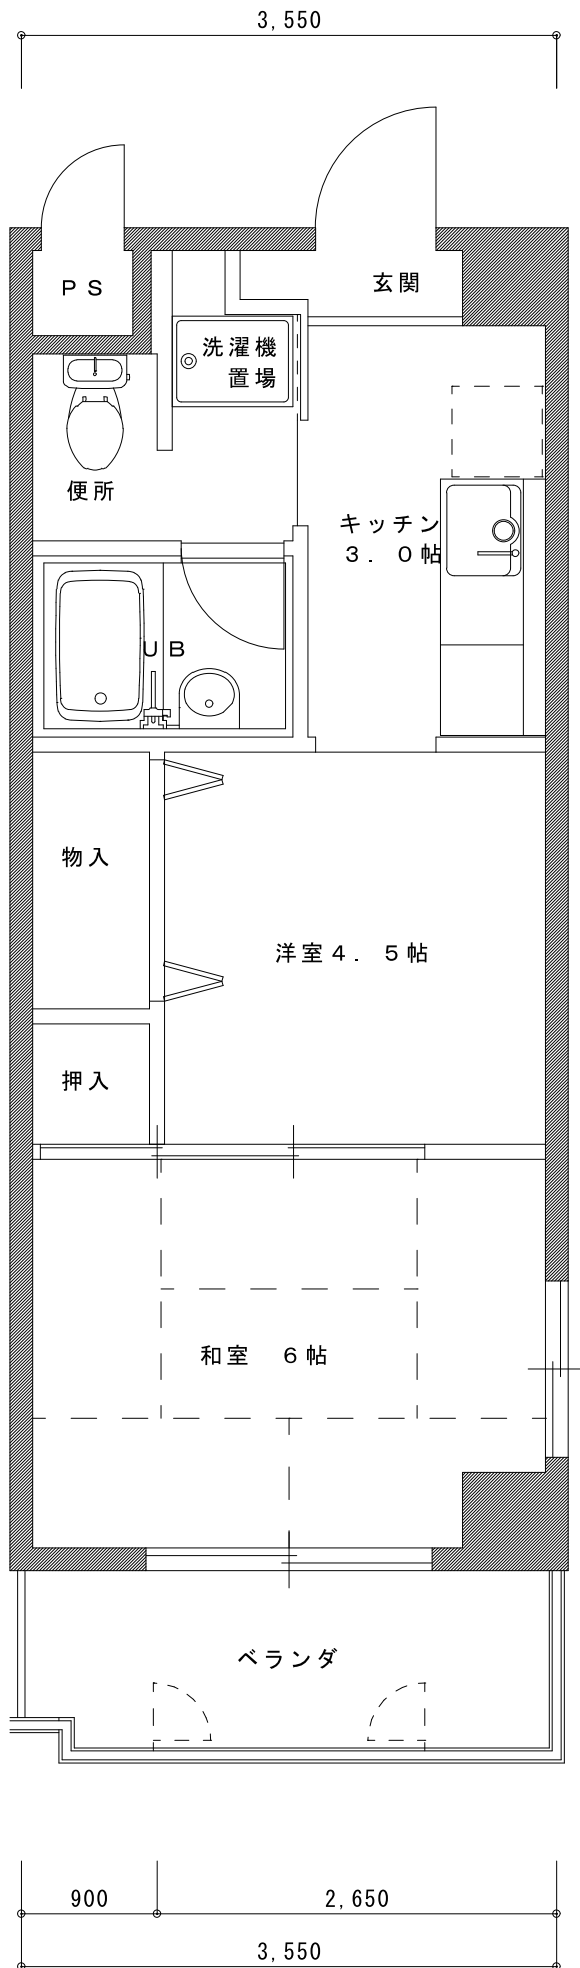 3,550
PS
玄関
洗濯機
置場
便所
キッチン
3.0帖
UB
物入
洋室4.5帖
押入
和室 6帖
ベランダ
900
2,650
3,550